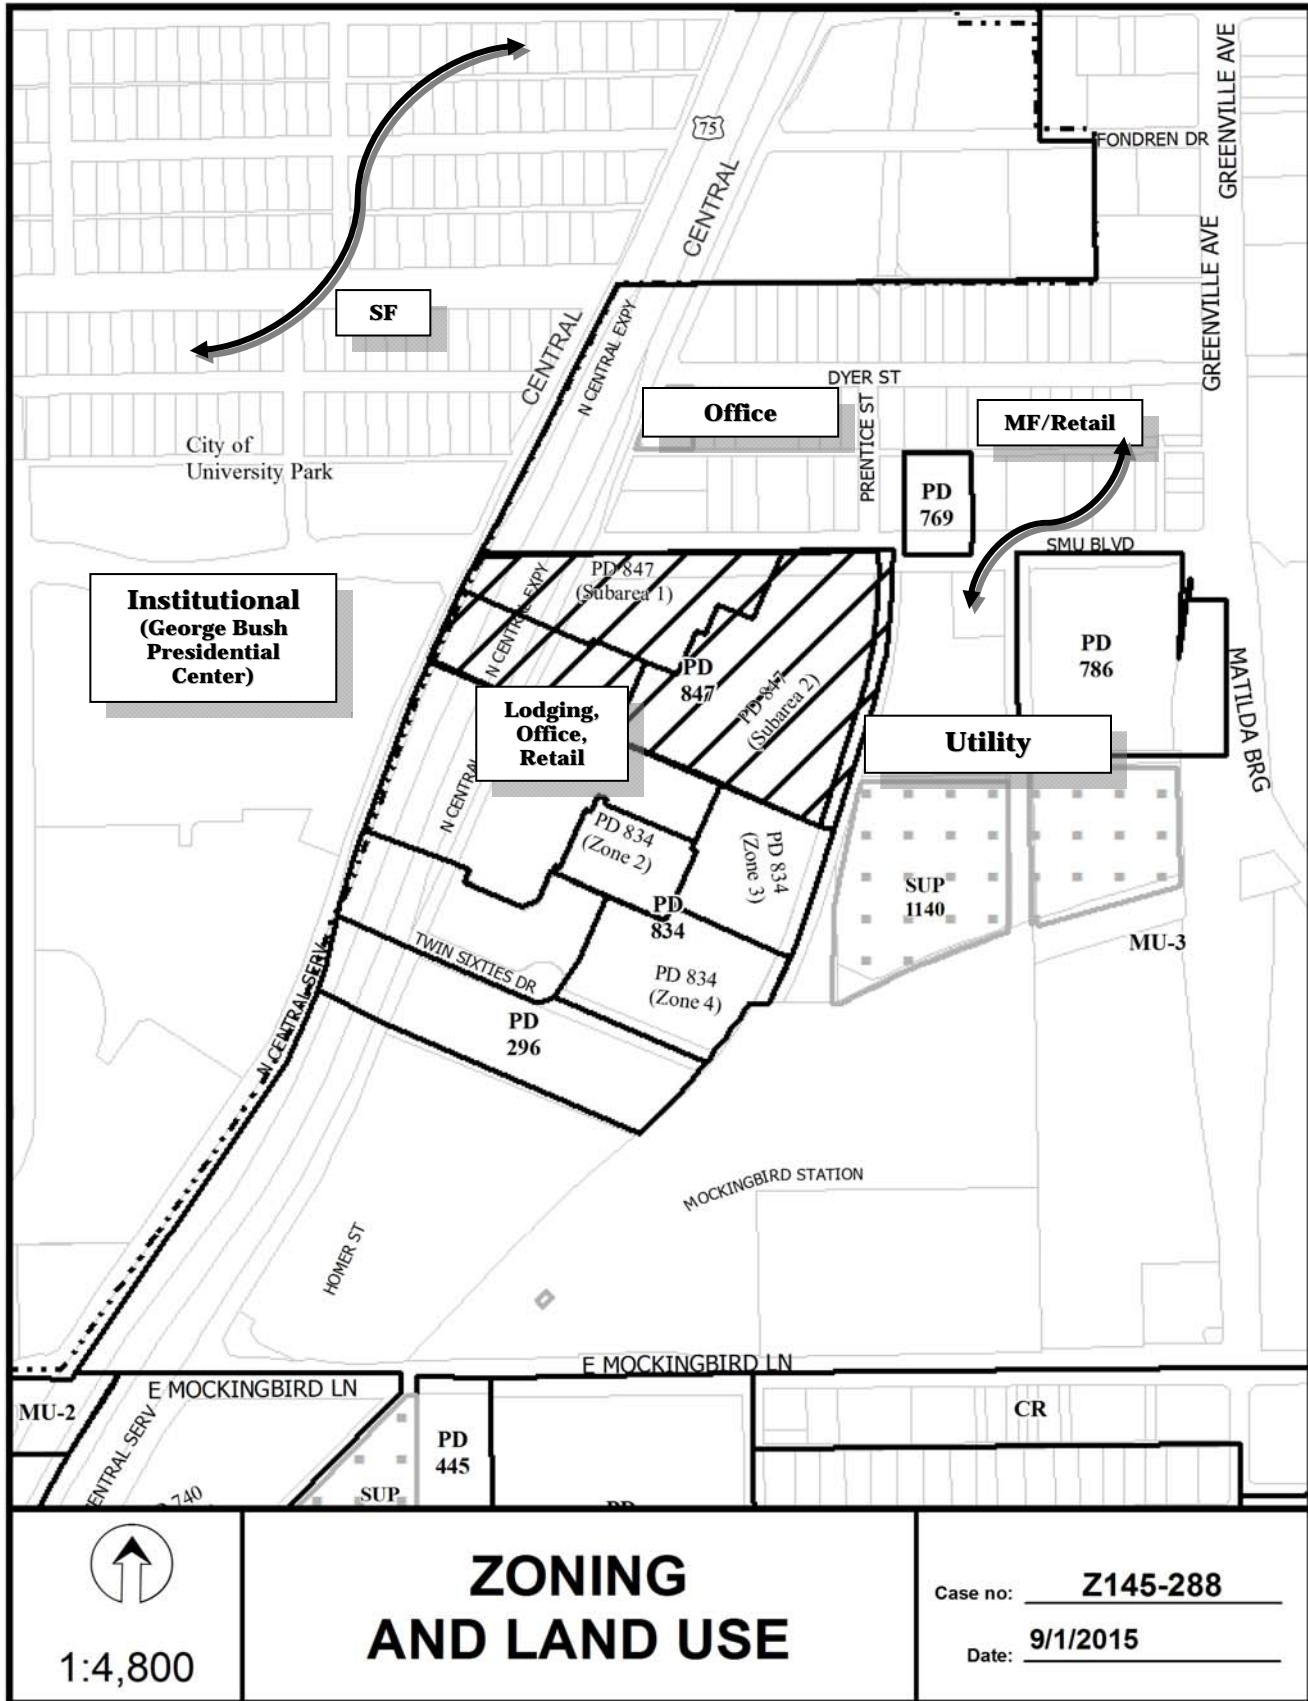 75
FONDREN DR
GREENVILLE AVE
CENTRAL
GREENVILLE AVE
SF
CENTRAL
N CENTRAL EXPY
DYER ST
Office
PRENTICE ST
MF/Retail
City of
University Park
PD
769
SMU BLVD
PD 847
(Subarea 1)
N CENTRAL EXPY
Institutional
(George Bush
Presidential
Center)
PD
786
MATILDA BRG
PD
847
PD 847
(Subarea 2)
Lodging,
Office,
Retail
Utility
N CENTRAL
PD 834
(Zone 2)
PD 834
(Zone 3)
SUP
1140
PD
834
MU-3
TWIN SIXTIES DR
PD 834
(Zone 4)
N CENTRAL SERV
PD
296
MOCKINGBIRD STATION
HOMER ST
E MOCKINGBIRD LN
E MOCKINGBIRD LN
MU-2
CENTRAL SERV
CR
PD
445
740
SUP
PD
1:4,800
ZONING
AND LAND USE
Case no: Z145-288
Date: 9/1/2015